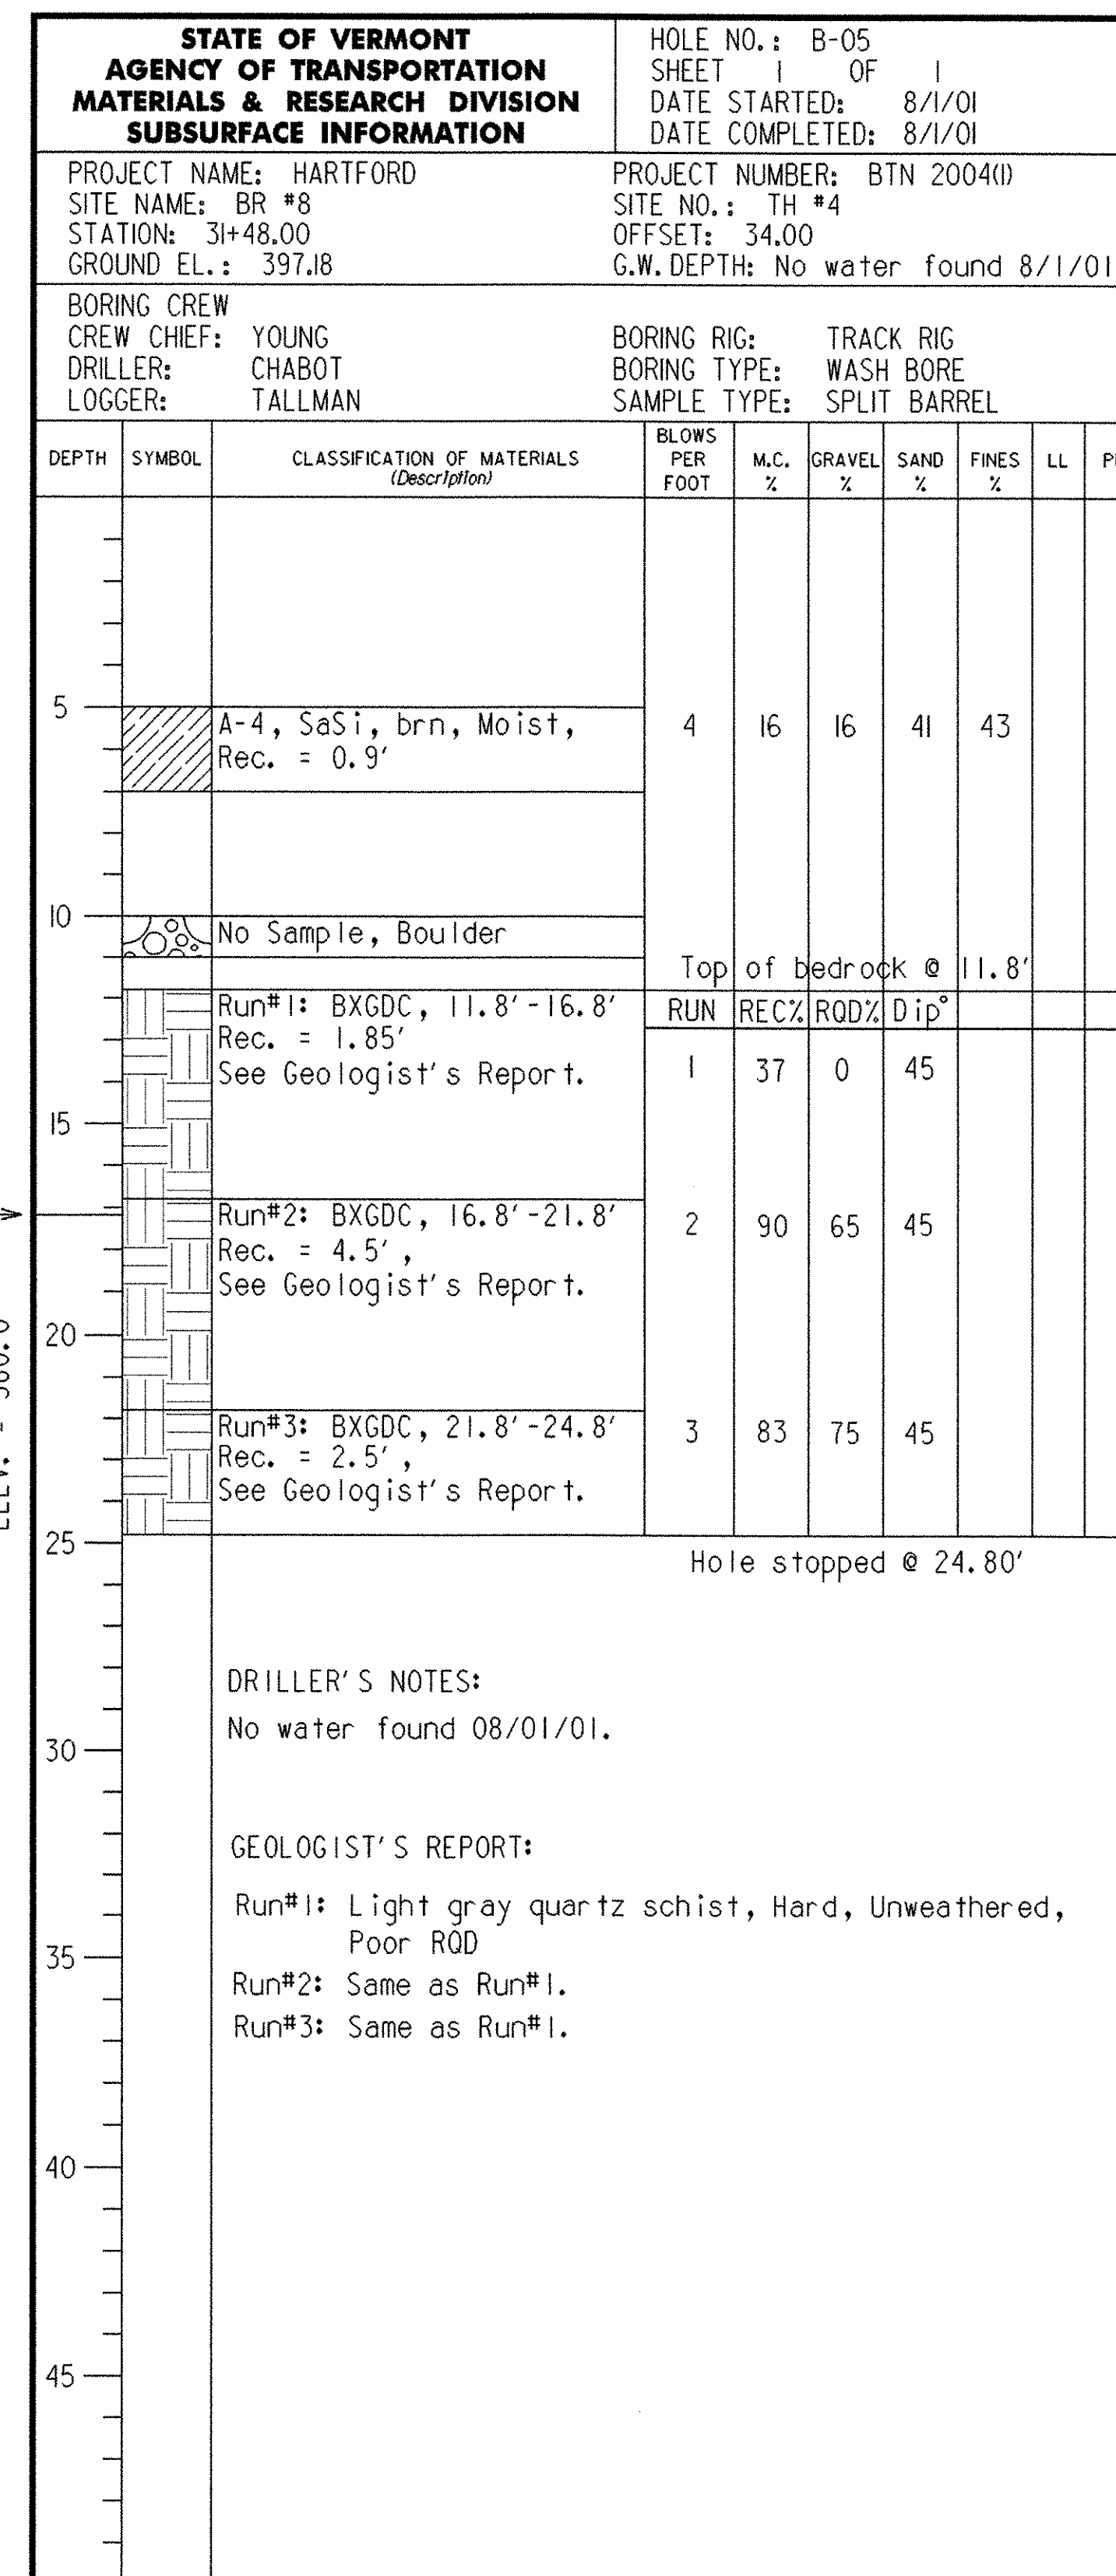 STATE OF VERMONT
AGENCY OF TRANSPORTATION
MATERIALS & RESEARCH DIVISION
SUBSURFACE INFORMATION
HOLE NO.: B-05
SHEET 1 OF 1
DATE STARTED: 8/1/01
DATE COMPLETED: 8/1/01
PROJECT NAME: HARTFORD
SITE NAME: BR #8
STATION: 31+48.00
GROUND EL.: 397.18
PROJECT NUMBER: BTN 2004(1)
SITE NO.: TH #4
OFFSET: 34.00
G.W. DEPTH: No water found 8/1/01
BORING CREW
CREW CHIEF: YOUNG
DRILLER: CHABOT
LOGGER: TALLMAN
BORING RIG: TRACK RIG
BORING TYPE: WASH BORE
SAMPLE TYPE: SPLIT BARREL
DEPTH SYMBOL CLASSIFICATION OF MATERIALS (Description) BLOWS PER FOOT M.C. % GRAVEL % SAND % FINES % LL
5
A-4, SaSi, brn, Moist, 4 16 16 41 43
Rec. = 0.9'
10
No Sample, Boulder
Top of bedrock @ 11.8'
RUN REC% RQD% Dip°
Run#1: BXGDC, 11.8'-16.8'
Rec. = 1.85'
See Geologist's Report. 1 37 0 45
15
Run#2: BXGDC, 16.8'-21.8' 2 90 65 45
Rec. = 4.5',
See Geologist's Report.
20
Run#3: BXGDC, 21.8'-24.8' 3 83 75 45
Rec. = 2.5',
See Geologist's Report.
25
Hole stopped @ 24.80'
DRILLER'S NOTES:
No water found 08/01/01.
30
GEOLOGIST'S REPORT:
Run#1: Light gray quartz schist, Hard, Unweathered,
Poor RQD
35
Run#2: Same as Run#1.
Run#3: Same as Run#1.
40
45